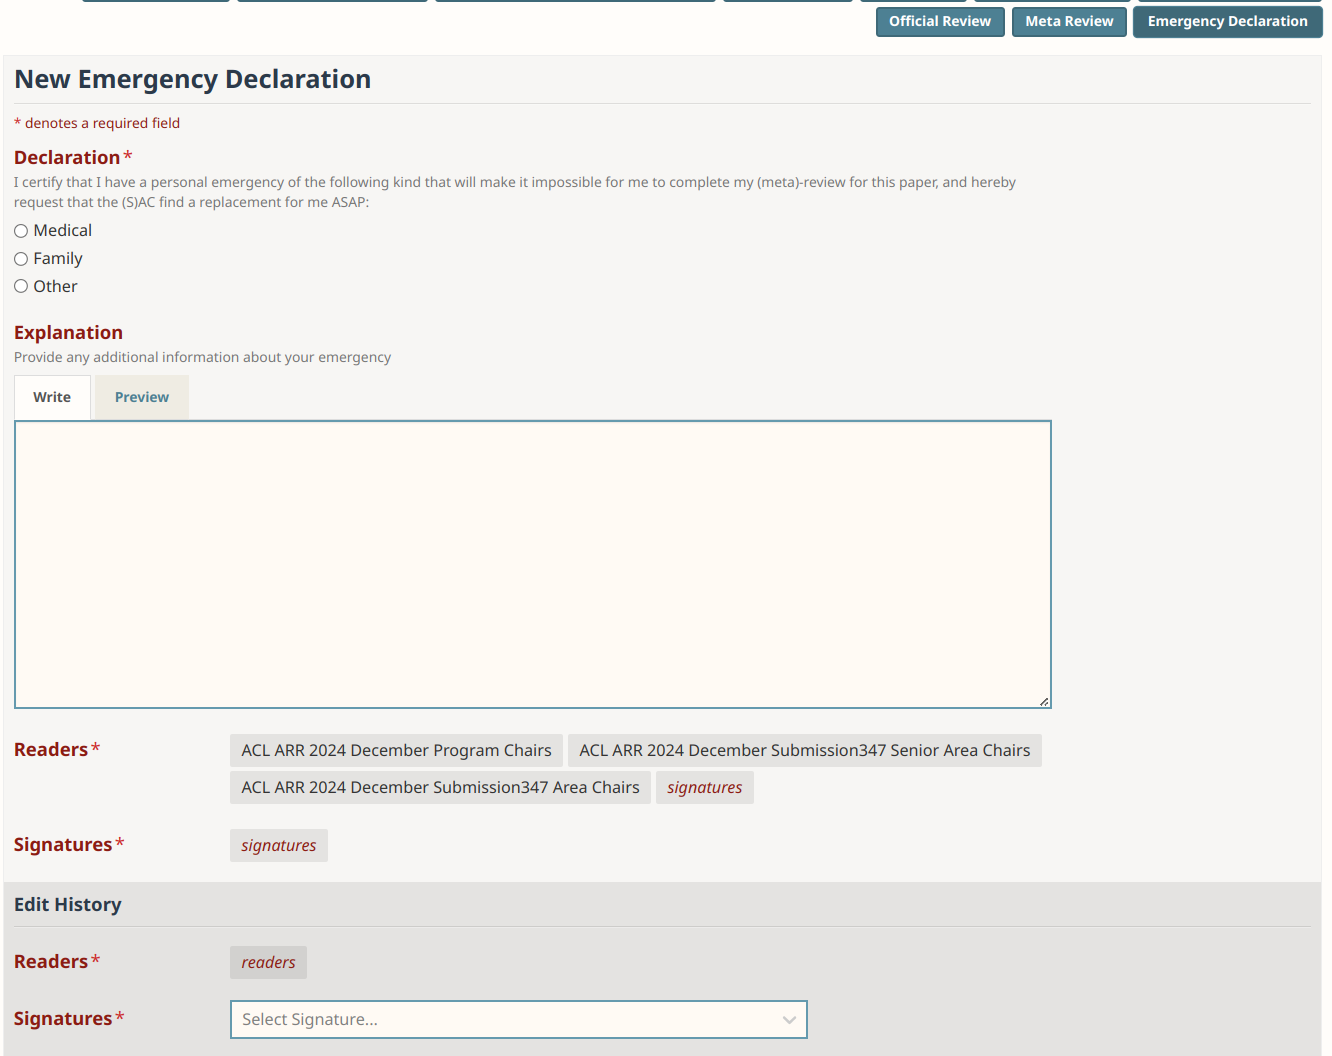 Official Review Meta Review Emergency Declaration
New Emergency Declaration
* denotes a required field
Declaration *
I certify that I have a personal emergency of the following kind that will make it impossible for me to complete my (meta)-review for this paper, and hereby
request that the (S)AC find a replacement for me ASAP:
Medical
Family
Other
Explanation
Provide any additional information about your emergency
Write Preview
Readers * ACL ARR 2024 December Program Chairs ACL ARR 2024 December Submission347 Senior Area Chairs
ACL ARR 2024 December Submission347 Area Chairs signatures
Signatures * signatures
Edit History
Readers * readers
Signatures * Select Signature...